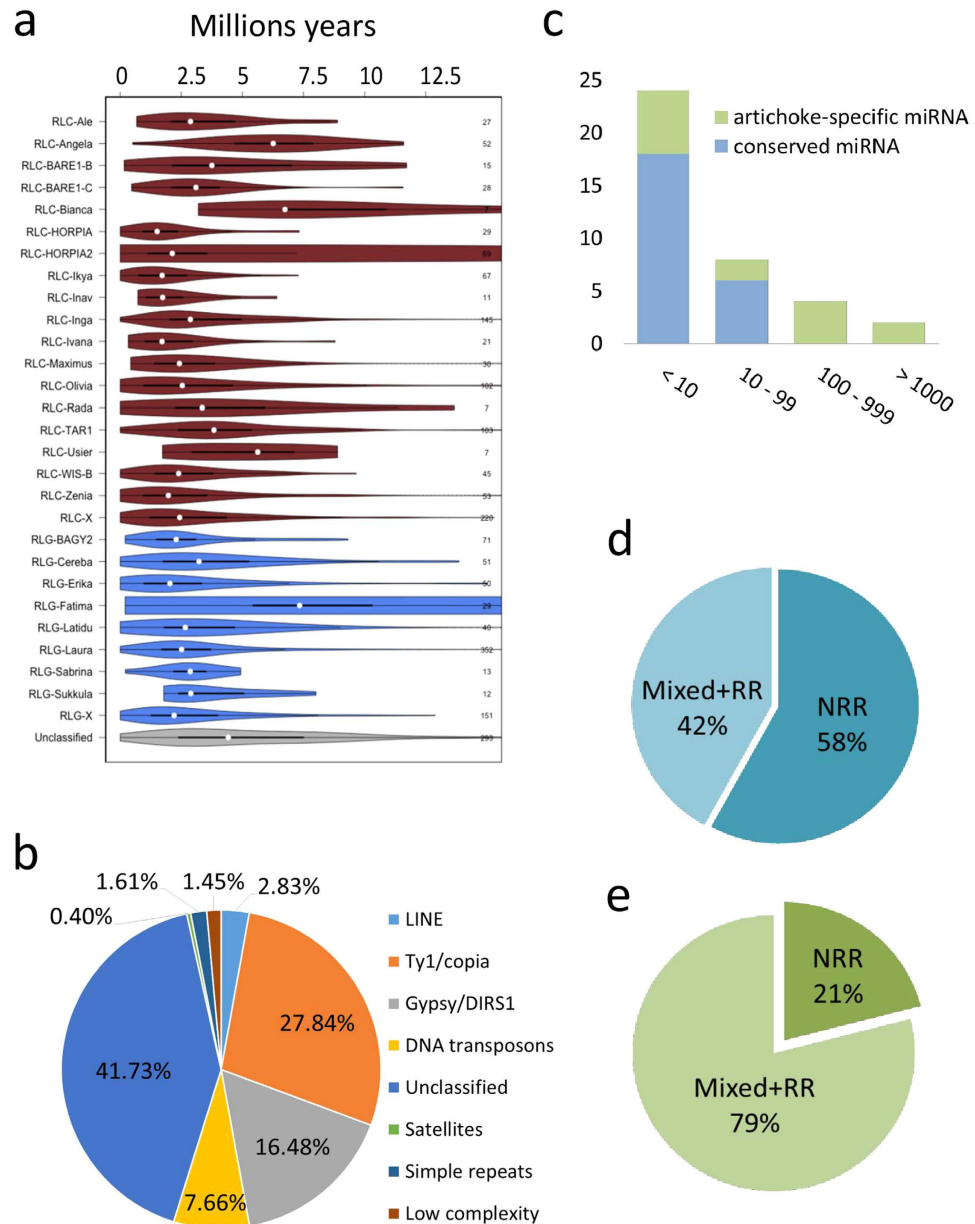 a
Millions years
0 2.5 5 7.5 10 12.5
RLC-Ale 27
RLC-Angela 52
RLC-BARE1-B 15
RLC-BARE1-C 28
RLC-Bianca 7
RLC-HORPIA 29
RLC-HORPIA2 69
RLC-Ikya 67
RLC-Inav 11
RLC-Inga 145
RLC-Ivana 21
RLC-Maximus 30
RLC-Olivia 102
RLC-Rada 7
RLC-TAR1 103
RLC-Usier 7
RLC-WIS-B 45
RLC-Zenia 53
RLC-X 220
RLG-BAGY2 71
RLG-Cereba 51
RLG-Erika 50
RLG-Fatima 29
RLG-Latidu 40
RLG-Laura 352
RLG-Sabrina 13
RLG-Sukkula 12
RLG-X 151
Unclassified 293
b
1.61% 1.45% 2.83%
0.40%
27.84%
41.73%
16.48%
7.66%
LINE
Ty1/copia
Gypsy/DIRS1
DNA transposons
Unclassified
Satellites
Simple repeats
Low complexity
c
25
20
15
10
5
0
artichoke-specific miRNA
conserved miRNA
< 10
10 - 99
100 - 999
> 1000
d
Mixed+RR
42%
NRR
58%
e
NRR
21%
Mixed+RR
79%